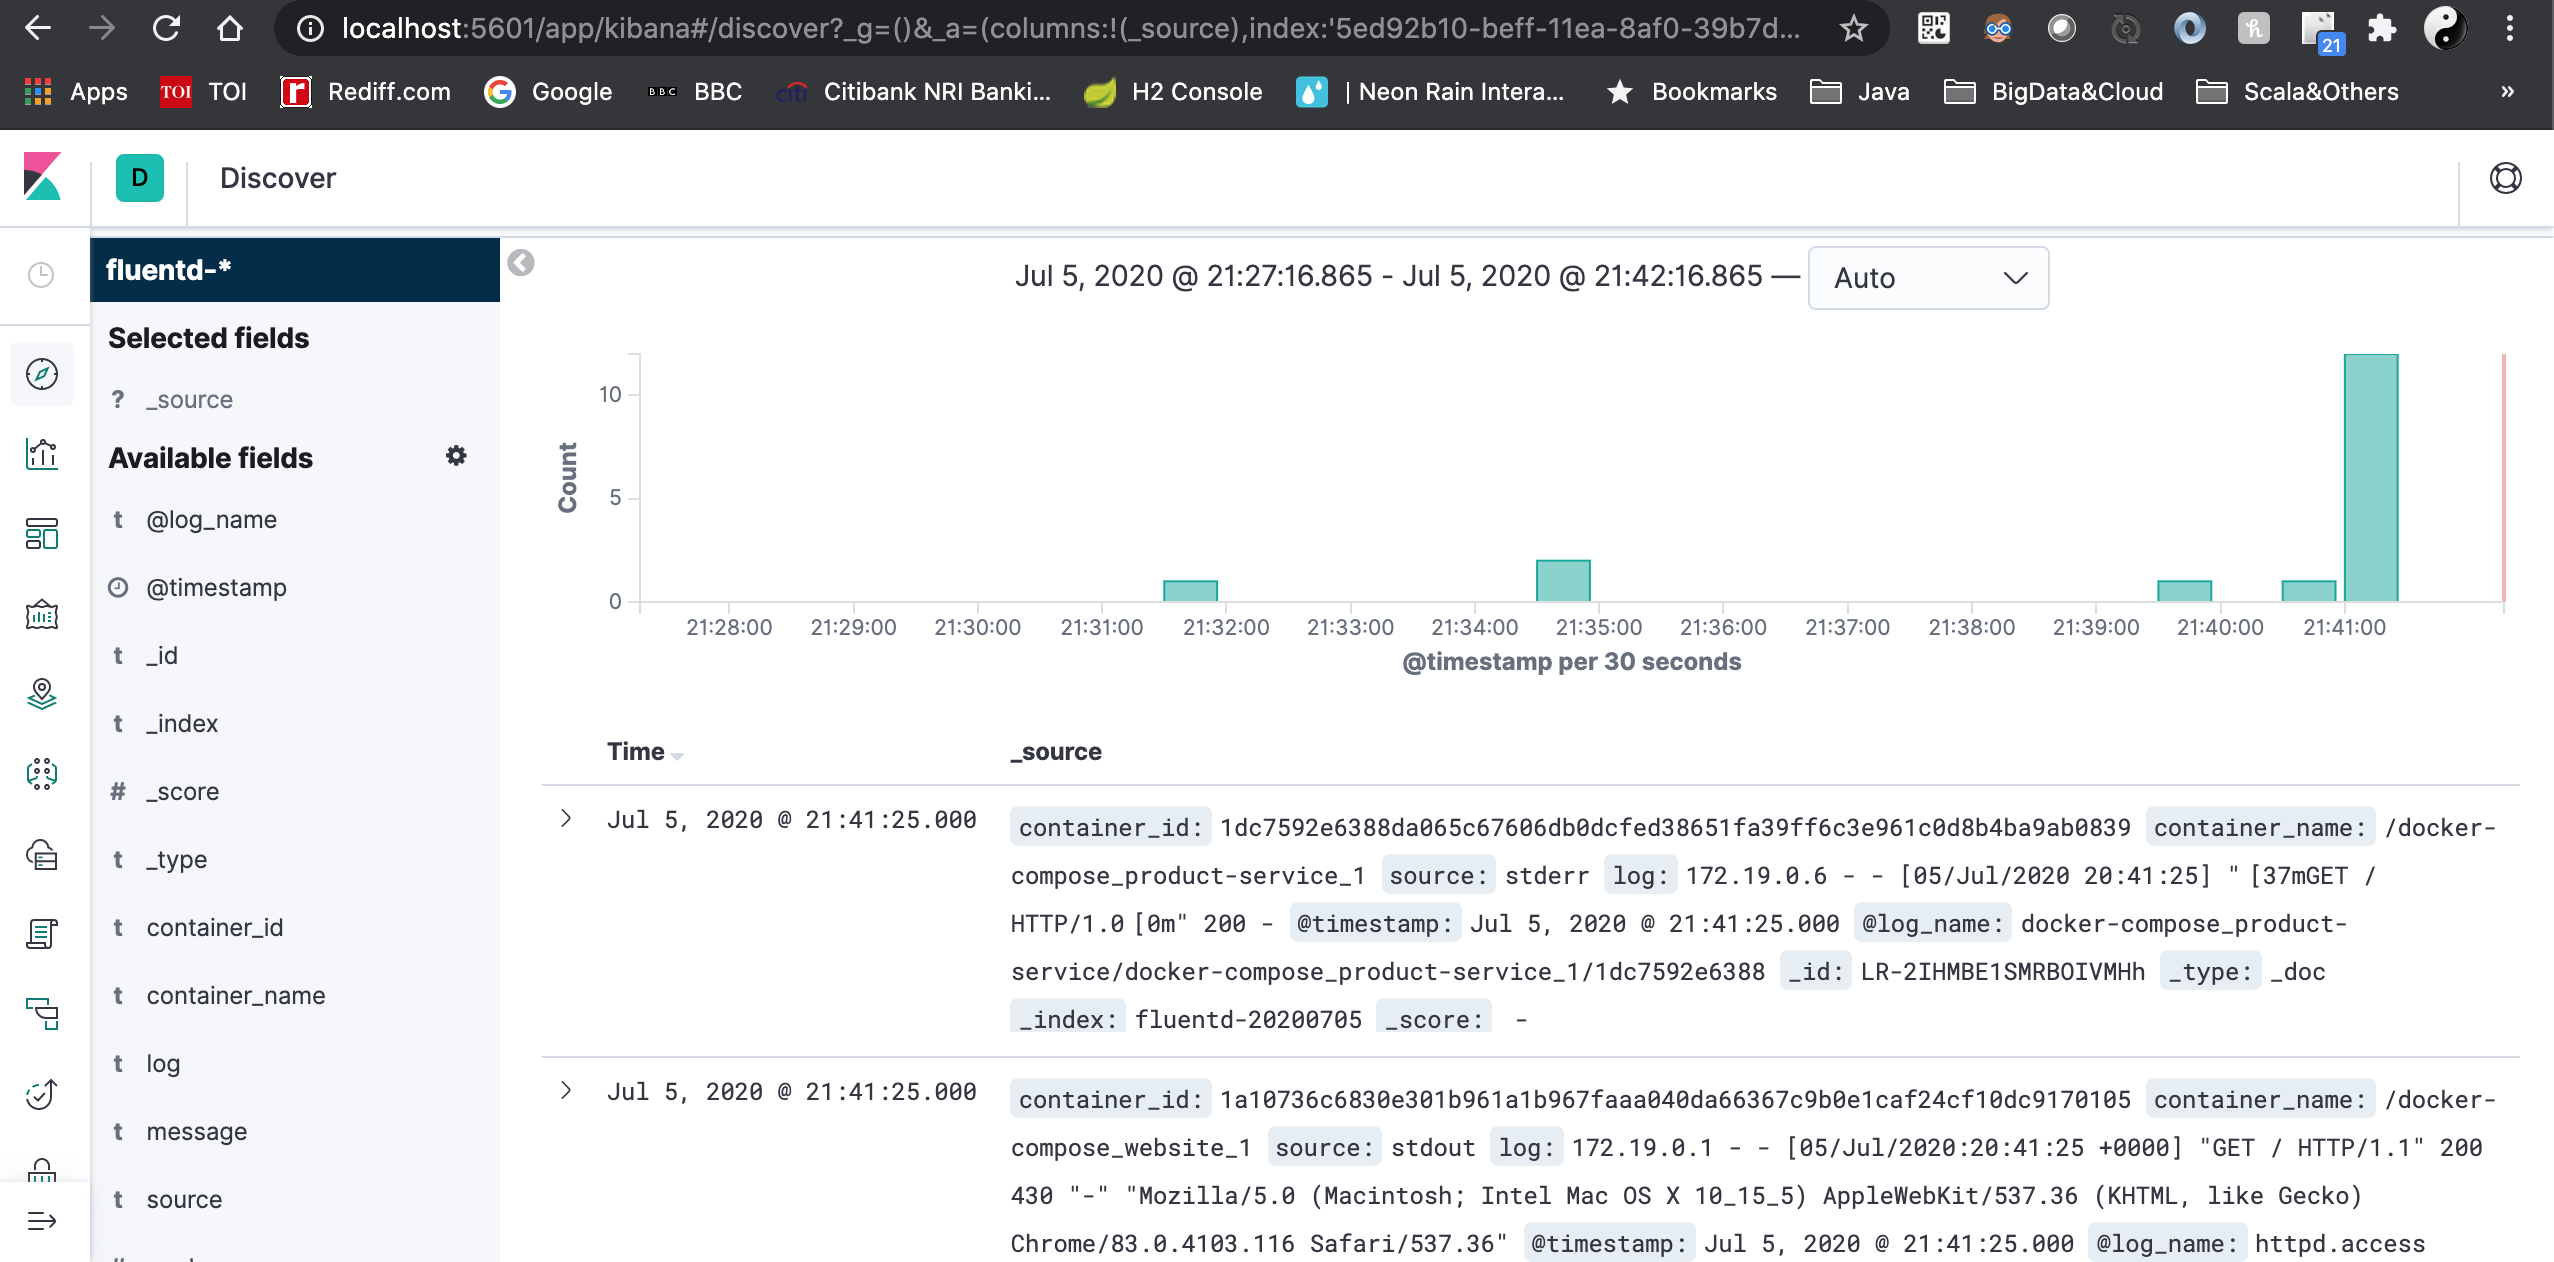 localhost:5601/app/kibana#/discover?_g=()&_a=(columns:!(_source),index:'5ed92b10-beff-11ea-8af0-39b7d...
21
Apps TOI TOI Rediff.com Google BBC BBC citi Citibank NRI Banki... H2 Console | Neon Rain Intera... Bookmarks Java BigData&Cloud Scala&Others »
D Discover
fluentd-*
Selected fields
? _source
Available fields
t @log_name
@timestamp
t _id
t _index
# _score
t _type
t container_id
t container_name
t log
t message
t source
Jul 5, 2020 @ 21:27:16.865 - Jul 5, 2020 @ 21:42:16.865 — Auto
Count
10
5
0
21:28:00 21:29:00 21:30:00 21:31:00 21:32:00 21:33:00 21:34:00 21:35:00 21:36:00 21:37:00 21:38:00 21:39:00 21:40:00 21:41:00
@timestamp per 30 seconds
Time _source
Jul 5, 2020 @ 21:41:25.000 container_id: 1dc7592e6388da065c67606db0dcfed38651fa39ff6c3e961c0d8b4ba9ab0839 container_name: /docker-
compose_product-service_1 source: stderr log: 172.19.0.6 - - [05/Jul/2020 20:41:25] " [37mGET /
HTTP/1.0 [0m" 200 - @timestamp: Jul 5, 2020 @ 21:41:25.000 @log_name: docker-compose_product-
service/docker-compose_product-service_1/1dc7592e6388 _id: LR-2IHMBE1SMRBOIVMHh _type: _doc
_index: fluentd-20200705 _score: -
Jul 5, 2020 @ 21:41:25.000 container_id: 1a10736c6830e301b961a1b967faaa040da66367c9b0e1caf24cf10dc9170105 container_name: /docker-
compose_website_1 source: stdout log: 172.19.0.1 - - [05/Jul/2020:20:41:25 +0000] "GET / HTTP/1.1" 200
430 "-" "Mozilla/5.0 (Macintosh; Intel Mac OS X 10_15_5) AppleWebKit/537.36 (KHTML, like Gecko)
Chrome/83.0.4103.116 Safari/537.36" @timestamp: Jul 5, 2020 @ 21:41:25.000 @log_name: httpd.access